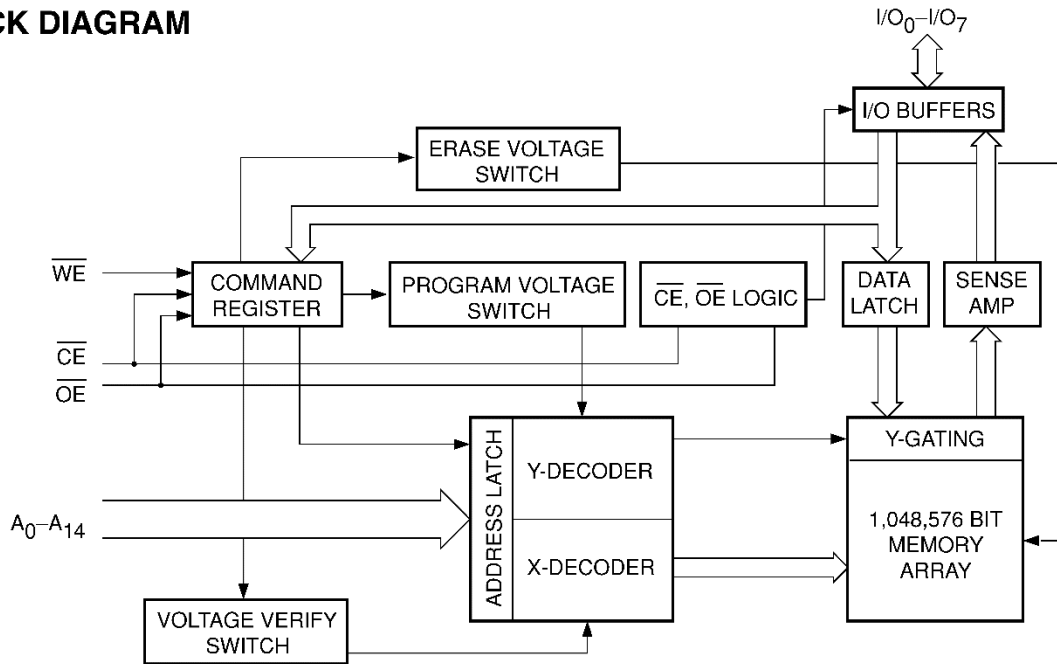 CK DIAGRAM
I/O0–I/O7
I/O BUFFERS
ERASE VOLTAGE
SWITCH
WE
CE
OE
COMMAND
REGISTER
PROGRAM VOLTAGE
SWITCH
CE, OE LOGIC
DATA
LATCH
SENSE
AMP
A0–A14
ADDRESS LATCH
Y-DECODER
X-DECODER
Y-GATING
1,048,576 BIT
MEMORY
ARRAY
VOLTAGE VERIFY
SWITCH